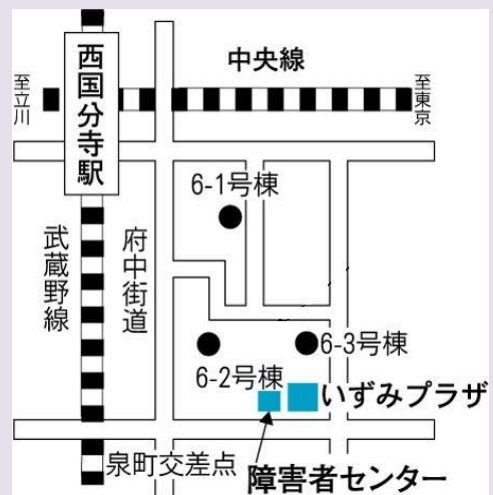 西国分寺駅
中央線
至立川
至東京
6-1号棟
武蔵野線
府中街道
6-3号棟
6-2号棟
いずみプラザ
泉町交差点
障害者センター